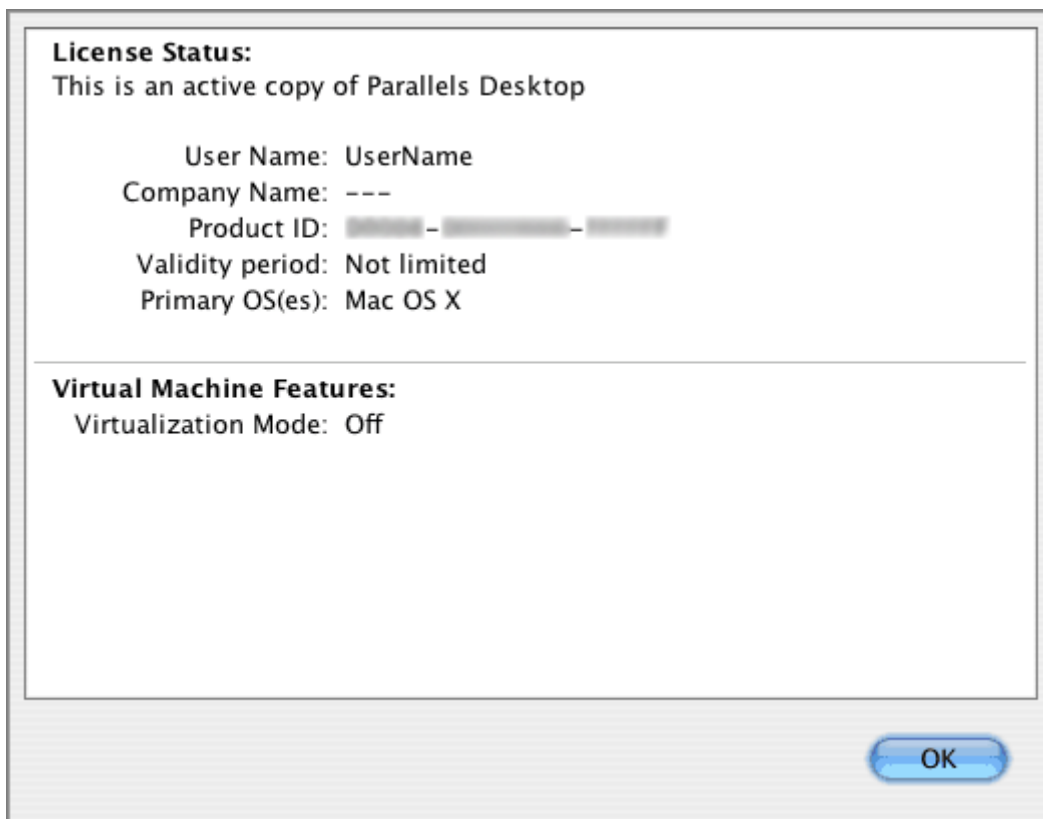 License Status:
This is an active copy of Parallels Desktop
User Name: UserName
Company Name: ---
Product ID:
Validity period: Not limited
Primary OS(es): Mac OS X
Virtual Machine Features:
Virtualization Mode: Off
OK